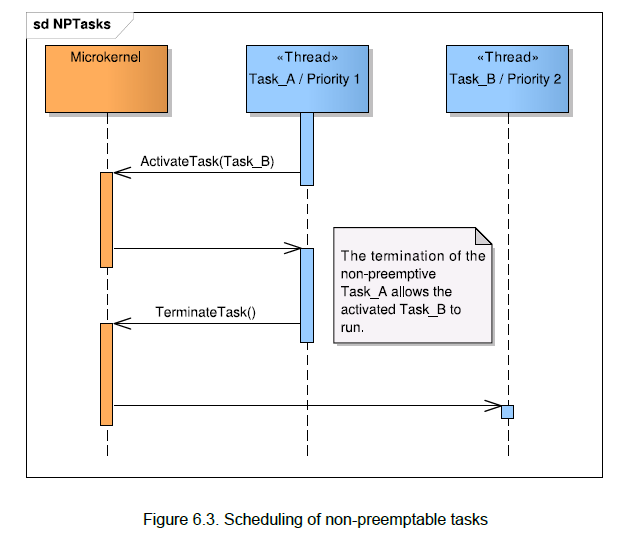 sd NPTasks
Microkernel
«Thread»
Task_A / Priority 1
«Thread»
Task_B / Priority 2
ActivateTask(Task_B)
The termination of the
non-preemptive
Task_A allows the
activated Task_B to
run.
TerminateTask()
Figure 6.3. Scheduling of non-preemptable tasks